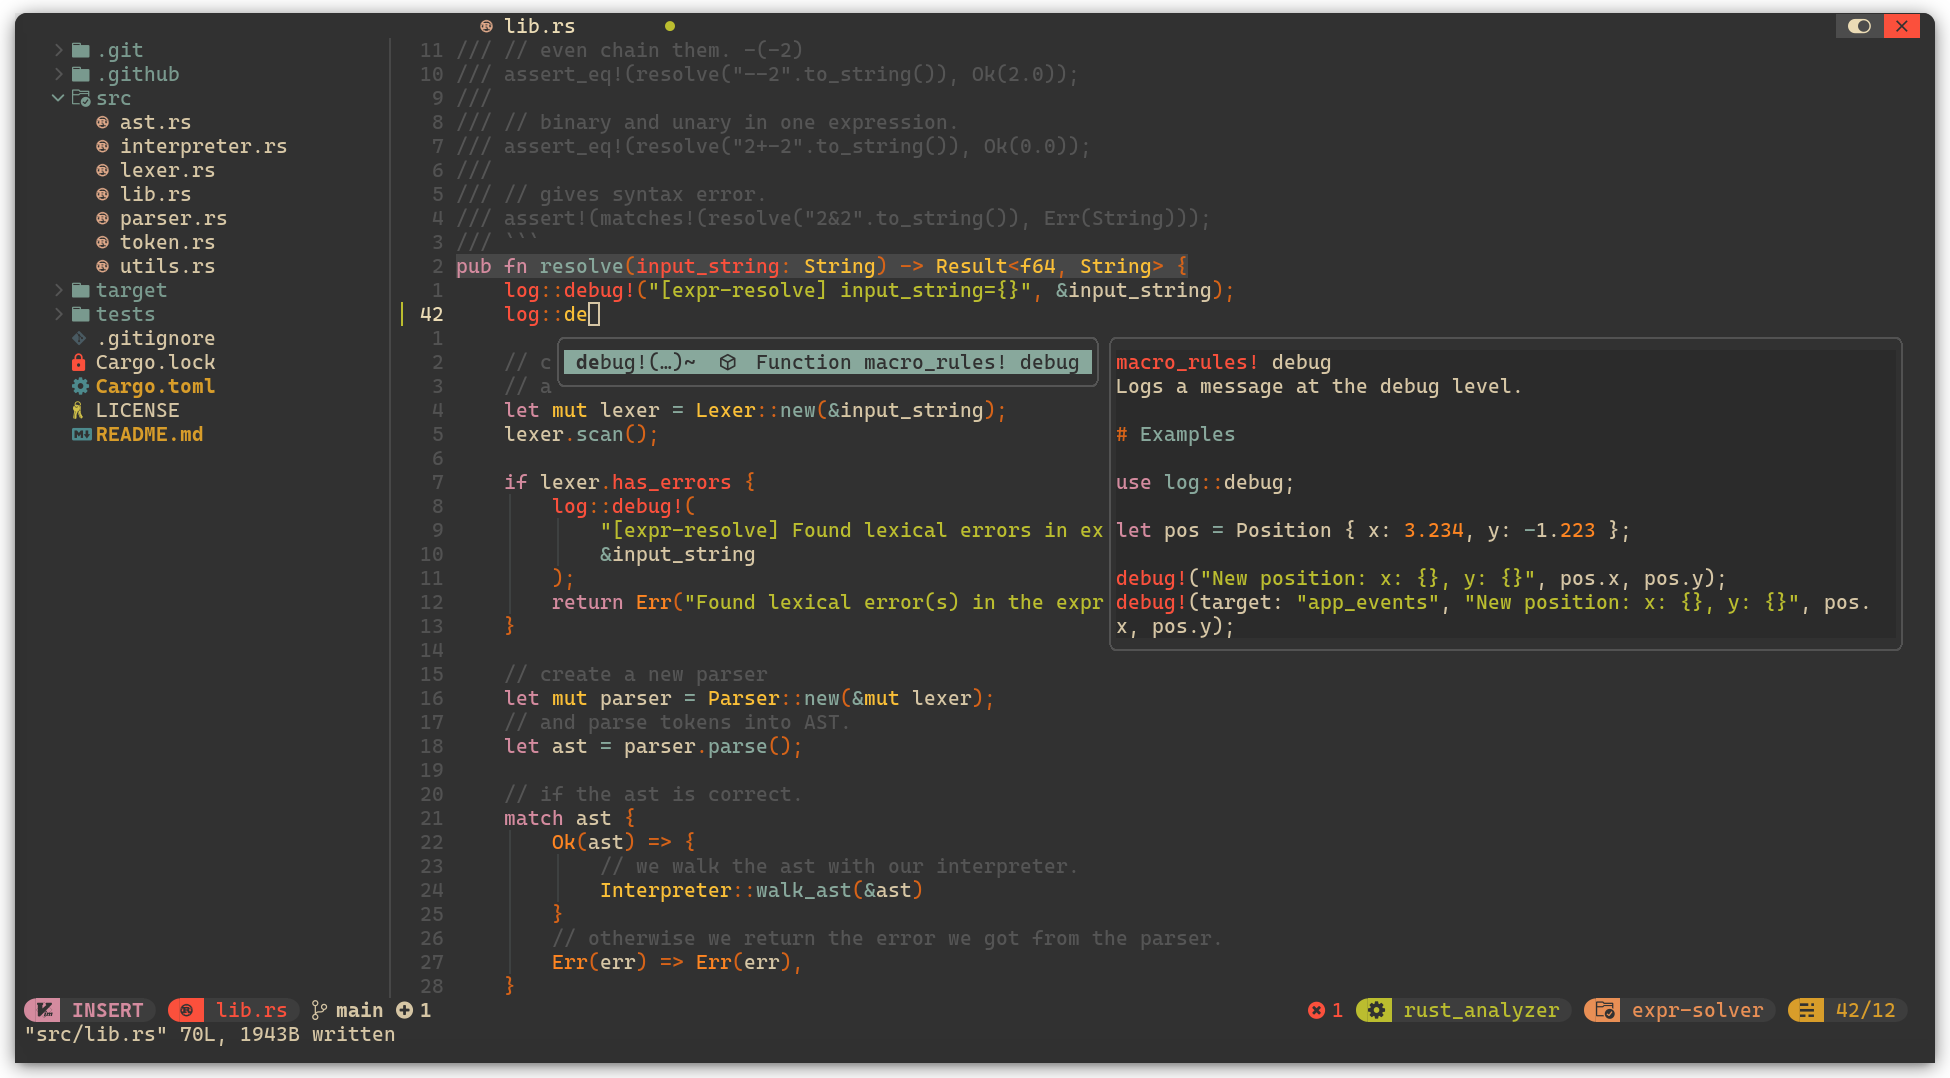 lib.rs
.git
.github
src
ast.rs
interpreter.rs
lexer.rs
lib.rs
parser.rs
token.rs
utils.rs
target
tests
.gitignore
Cargo.lock
Cargo.toml
LICENSE
README.md
11 /// // even chain them. -(-2)
10 /// assert_eq!(resolve("--2".to_string()), Ok(2.0));
9 ///
8 /// // binary and unary in one expression.
7 /// assert_eq!(resolve("2+-2".to_string()), Ok(0.0));
6 ///
5 /// // gives syntax error.
4 /// assert!(matches!(resolve("2&2".to_string()), Err(String)));
3 /// ```
2 pub fn resolve(input_string: String) -> Result<f64, String> {
1     log::debug!("[expr-resolve] input_string={}", &input_string);
42     log::de
1
2     // c
3     // a
4     let mut lexer = Lexer::new(&input_string);
5     lexer.scan();
6
7     if lexer.has_errors {
8         log::debug!(
9             "[expr-resolve] Found lexical errors in ex
10             &input_string
11         );
12         return Err("Found lexical error(s) in the expr
13     }
14
15     // create a new parser
16     let mut parser = Parser::new(&mut lexer);
17     // and parse tokens into AST.
18     let ast = parser.parse();
19
20     // if the ast is correct.
21     match ast {
22         Ok(ast) => {
23             // we walk the ast with our interpreter.
24             Interpreter::walk_ast(&ast)
25         }
26         // otherwise we return the error we got from the parser.
27         Err(err) => Err(err),
28     }
debug!(…)~ Function macro_rules! debug
macro_rules! debug
Logs a message at the debug level.
# Examples
use log::debug;
let pos = Position { x: 3.234, y: -1.223 };
debug!("New position: x: {}, y: {}", pos.x, pos.y);
debug!(target: "app_events", "New position: x: {}, y: {}", pos.
x, pos.y);
INSERT lib.rs main 1 1 rust_analyzer expr-solver 42/12
"src/lib.rs" 70L, 1943B written